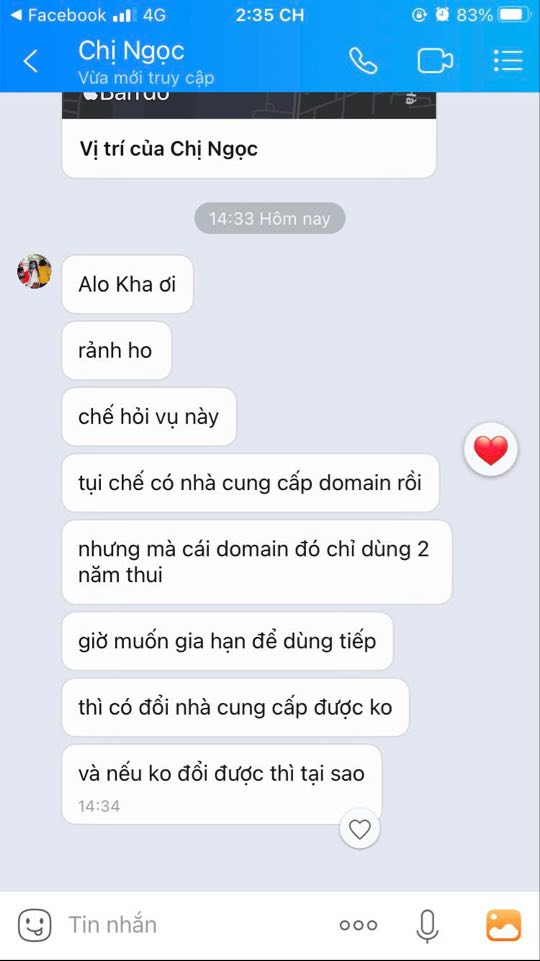 Facebook 4G 2:35 CH 83%
Chị Ngọc
Vừa mới truy cập
Bản đồ
Vị trí của Chị Ngọc
14:33 Hôm nay
Alo Kha ơi
rảnh ho
chế hỏi vụ này
tụi chế có nhà cung cấp domain rồi
nhưng mà cái domain đó chỉ dùng 2
năm thui
giờ muốn gia hạn để dùng tiếp
thì có đổi nhà cung cấp được ko
và nếu ko đổi được thì tại sao
14:34
Tin nhắn